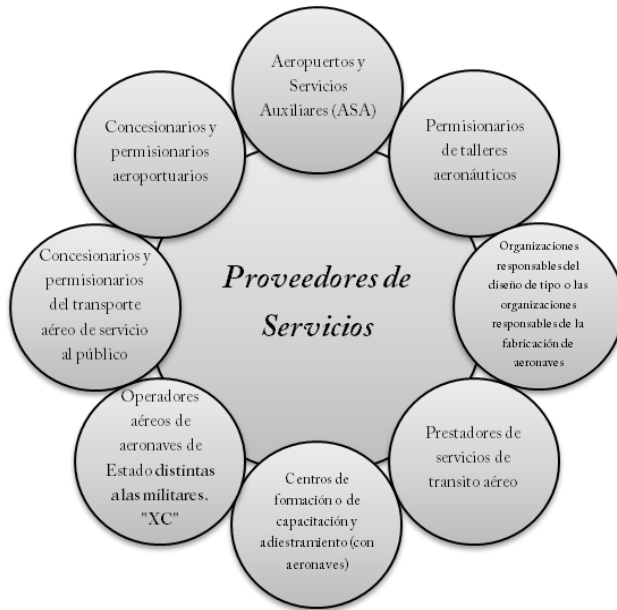 Aeropuertos y
Servicios
Auxiliares (ASA)
Permisionarios
de talleres
aeronáuticos
Organizaciones
responsables del
diseño de tipo o las
organizaciones
responsables de la
fabricación de
aeronaves
Prestadores de
servicios de
transito aéreo
Centros de
formación o de
capacitación y
adiestramiento (con
aeronaves)
Operadores
aéreos de
aeronaves de
Estado distintas
a las militares.
"XC"
Concesionarios y
permisionarios
del transporte
aéreo de servicio
al público
Concesionarios y
permisionarios
aeroportuarios
Proveedores de
Servicios